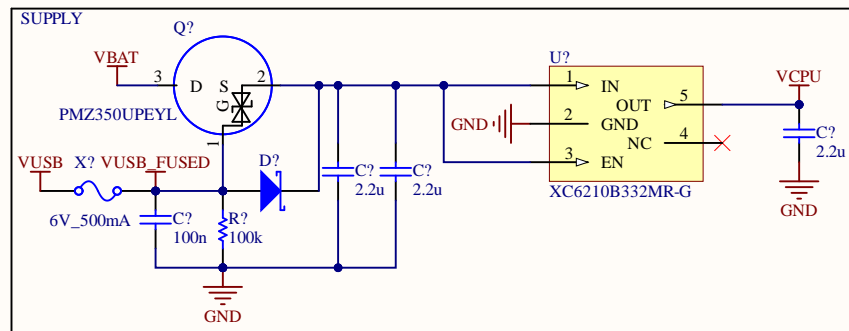 SUPPLY
Q?
VBAT
3
D
S
2
G
1
PMZ350UPEYL
U?
1
IN
OUT
5
VCPU
GND
2
GND
NC
4
3
EN
XC6210B332MR-G
C?
2.2u
GND
VUSB
X?
VUSB_FUSED
D?
6V_500mA
C?
100n
R?
100k
C?
2.2u
C?
2.2u
GND